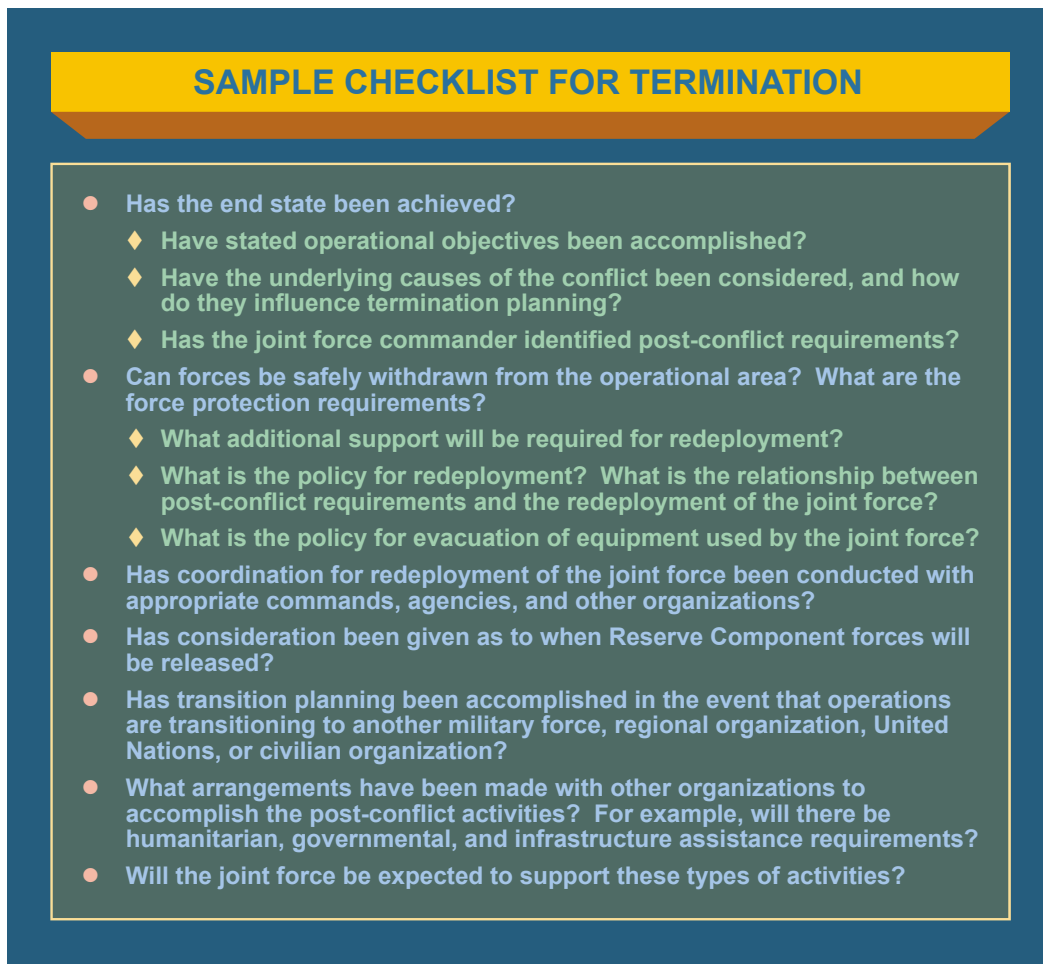 SAMPLE CHECKLIST FOR TERMINATION
Has the end state been achieved?
Have stated operational objectives been accomplished?
Have the underlying causes of the conflict been considered, and how
do they influence termination planning?
Has the joint force commander identified post-conflict requirements?
Can forces be safely withdrawn from the operational area?  What are the
force protection requirements?
What additional support will be required for redeployment?
What is the policy for redeployment?  What is the relationship between
post-conflict requirements and the redeployment of the joint force?
What is the policy for evacuation of equipment used by the joint force?
Has coordination for redeployment of the joint force been conducted with
appropriate commands, agencies, and other organizations?
Has consideration been given as to when Reserve Component forces will
be released?
Has transition planning been accomplished in the event that operations
are transitioning to another military force, regional organization, United
Nations, or civilian organization?
What arrangements have been made with other organizations to
accomplish the post-conflict activities?  For example, will there be
humanitarian, governmental, and infrastructure assistance requirements?
Will the joint force be expected to support these types of activities?